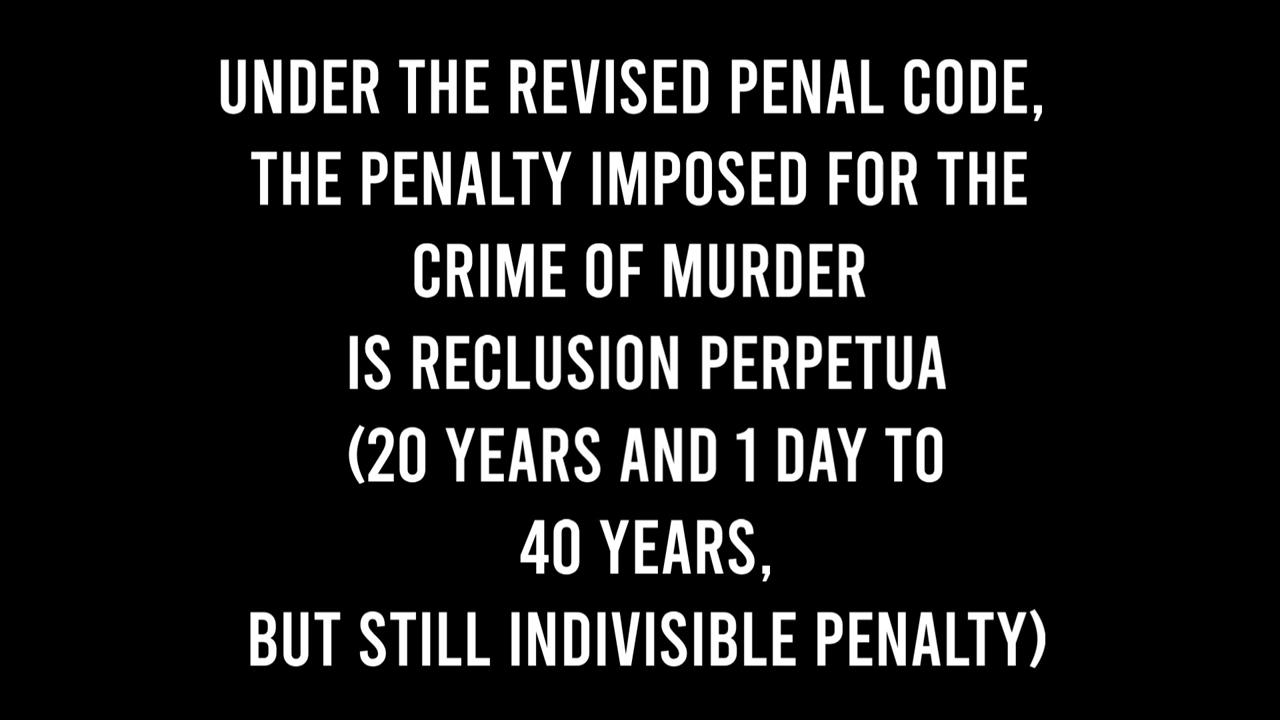 UNDER THE REVISED PENAL CODE,
THE PENALTY IMPOSED FOR THE
CRIME OF MURDER
IS RECLUSION PERPETUA
(20 YEARS AND 1 DAY TO
40 YEARS,
BUT STILL INDIVISIBLE PENALTY)